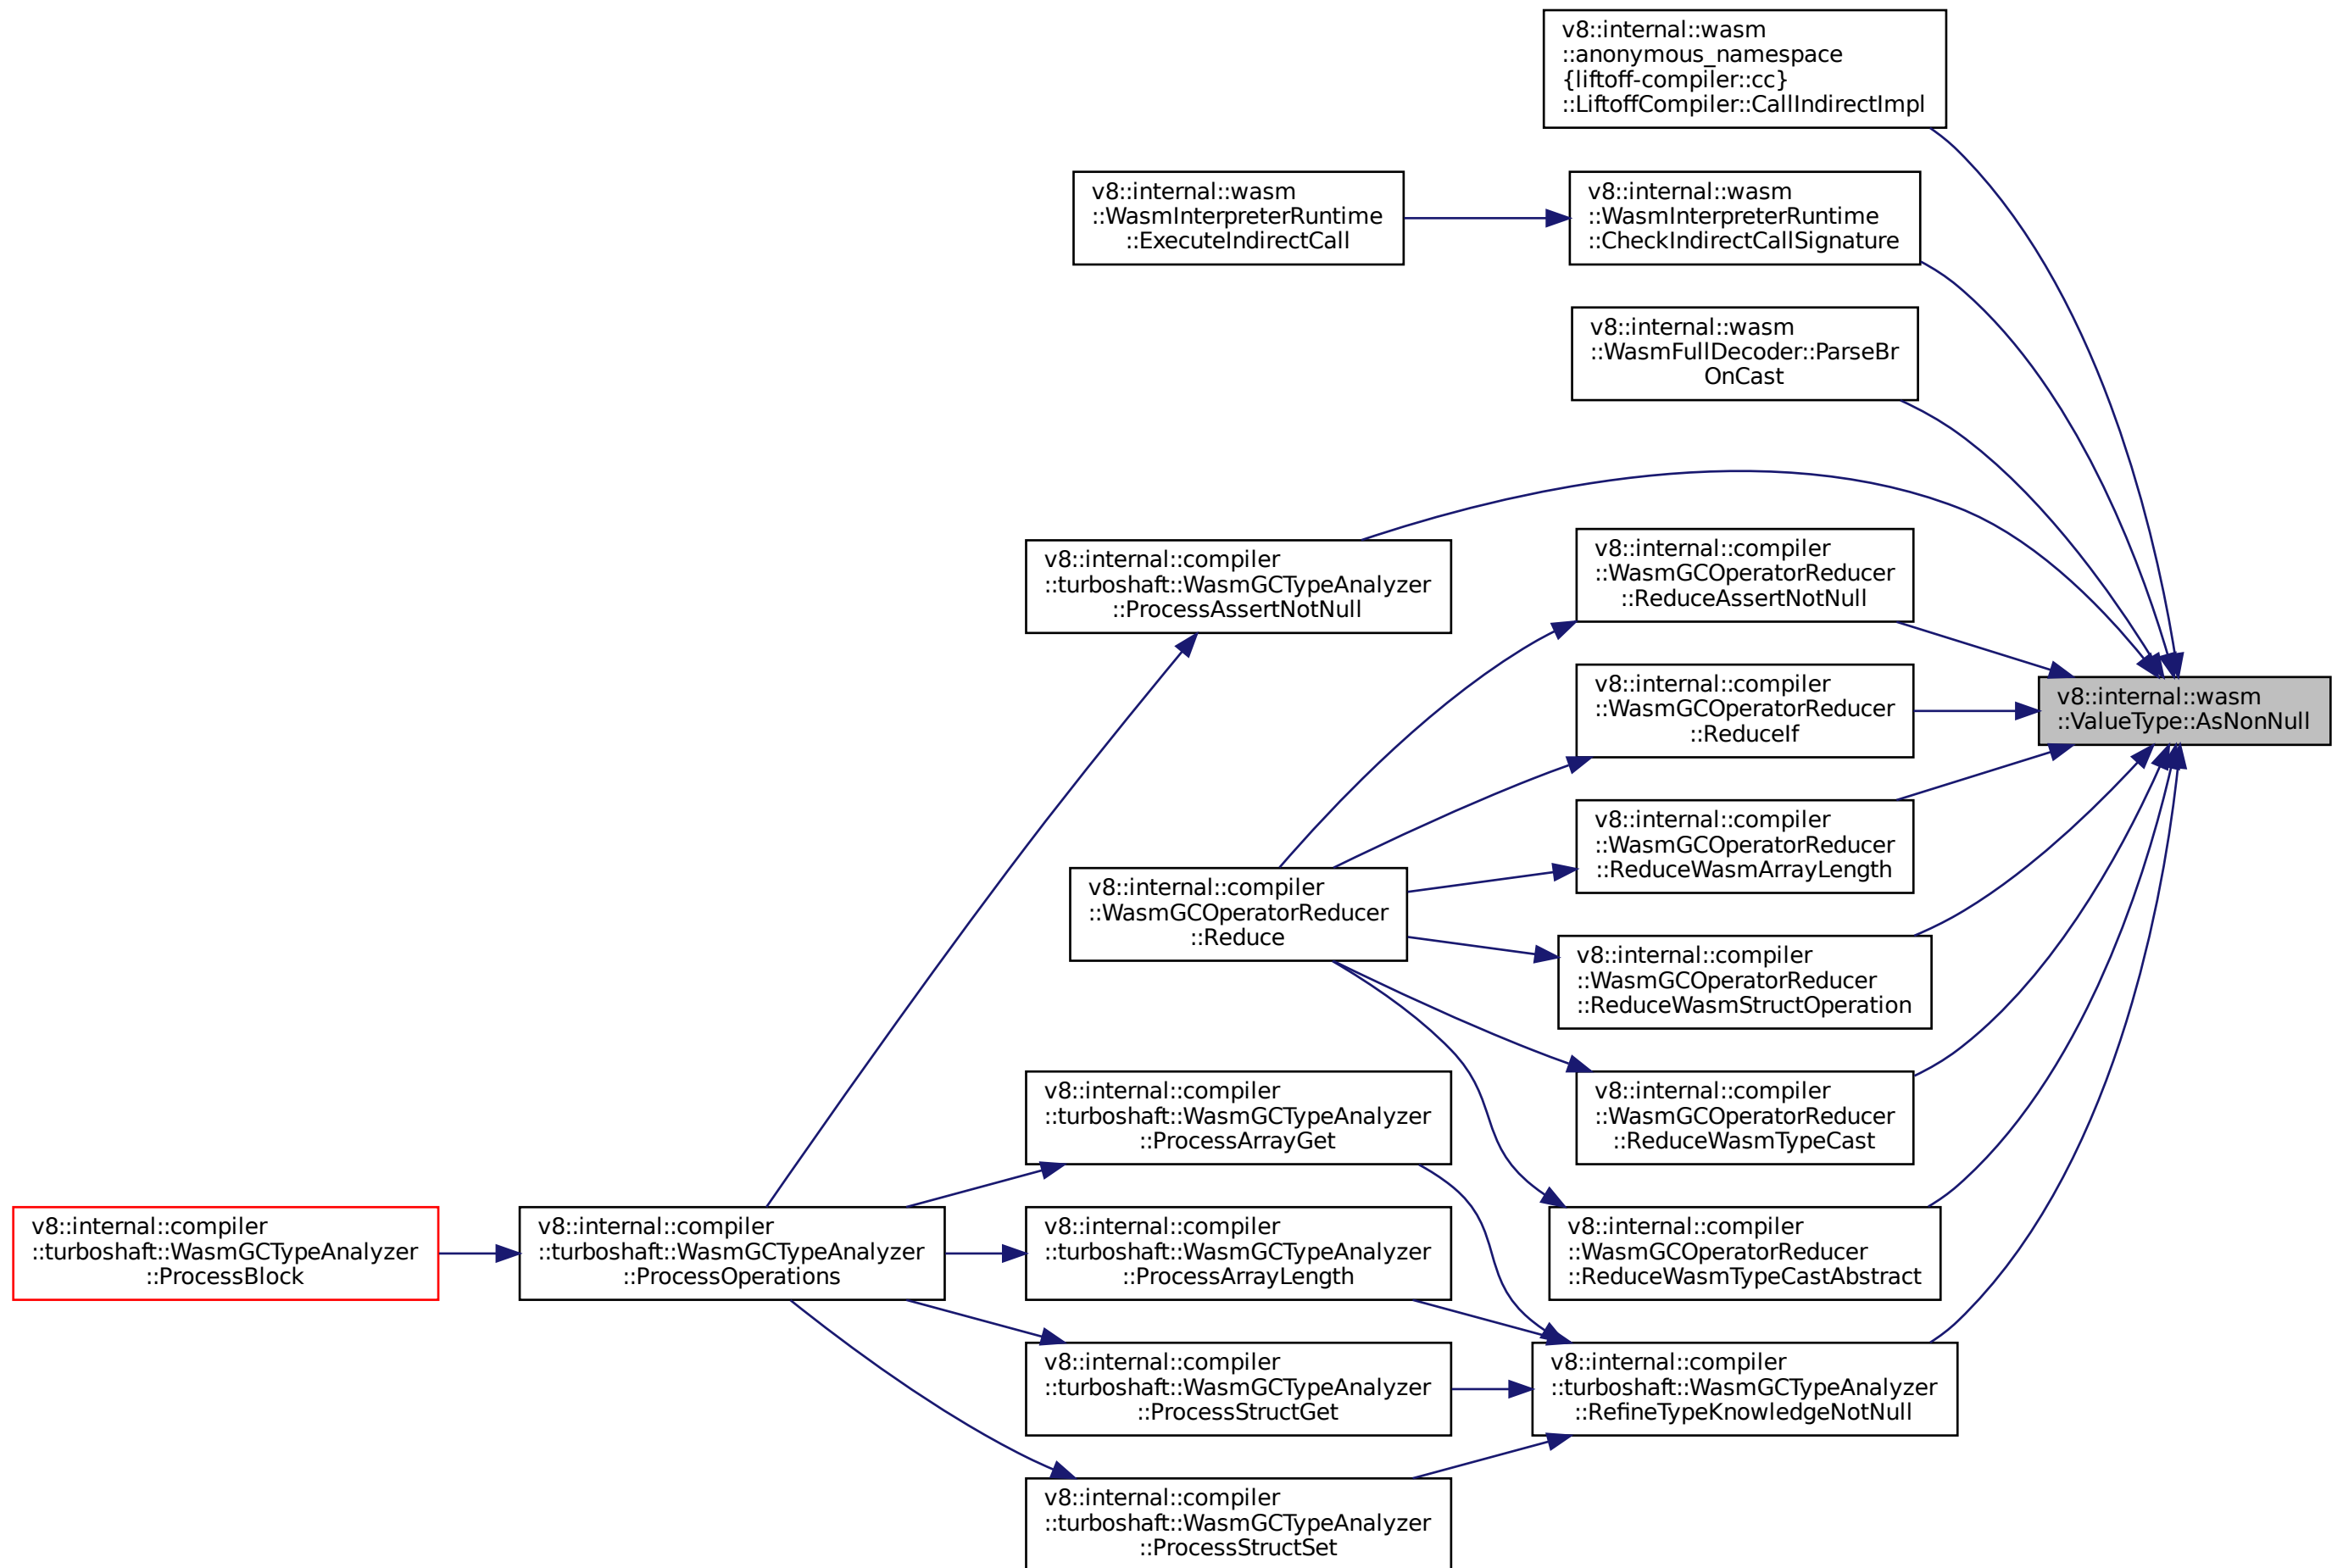 v8::internal::wasm
::anonymous_namespace
{liftoff-compiler::cc}
::LiftoffCompiler::CallIndirectImpl
v8::internal::wasm
::WasmInterpreterRuntime
::ExecuteIndirectCall
v8::internal::wasm
::WasmInterpreterRuntime
::CheckIndirectCallSignature
v8::internal::wasm
::WasmFullDecoder::ParseBr
OnCast
v8::internal::compiler
::turboshaft::WasmGCTypeAnalyzer
::ProcessAssertNotNull
v8::internal::compiler
::WasmGCOperatorReducer
::ReduceAssertNotNull
v8::internal::compiler
::WasmGCOperatorReducer
::ReduceIf
v8::internal::wasm
::ValueType::AsNonNull
v8::internal::compiler
::WasmGCOperatorReducer
::ReduceWasmArrayLength
v8::internal::compiler
::WasmGCOperatorReducer
::Reduce
v8::internal::compiler
::WasmGCOperatorReducer
::ReduceWasmStructOperation
v8::internal::compiler
::turboshaft::WasmGCTypeAnalyzer
::ProcessArrayGet
v8::internal::compiler
::WasmGCOperatorReducer
::ReduceWasmTypeCast
v8::internal::compiler
::turboshaft::WasmGCTypeAnalyzer
::ProcessBlock
v8::internal::compiler
::turboshaft::WasmGCTypeAnalyzer
::ProcessOperations
v8::internal::compiler
::turboshaft::WasmGCTypeAnalyzer
::ProcessArrayLength
v8::internal::compiler
::WasmGCOperatorReducer
::ReduceWasmTypeCastAbstract
v8::internal::compiler
::turboshaft::WasmGCTypeAnalyzer
::ProcessStructGet
v8::internal::compiler
::turboshaft::WasmGCTypeAnalyzer
::RefineTypeKnowledgeNotNull
v8::internal::compiler
::turboshaft::WasmGCTypeAnalyzer
::ProcessStructSet